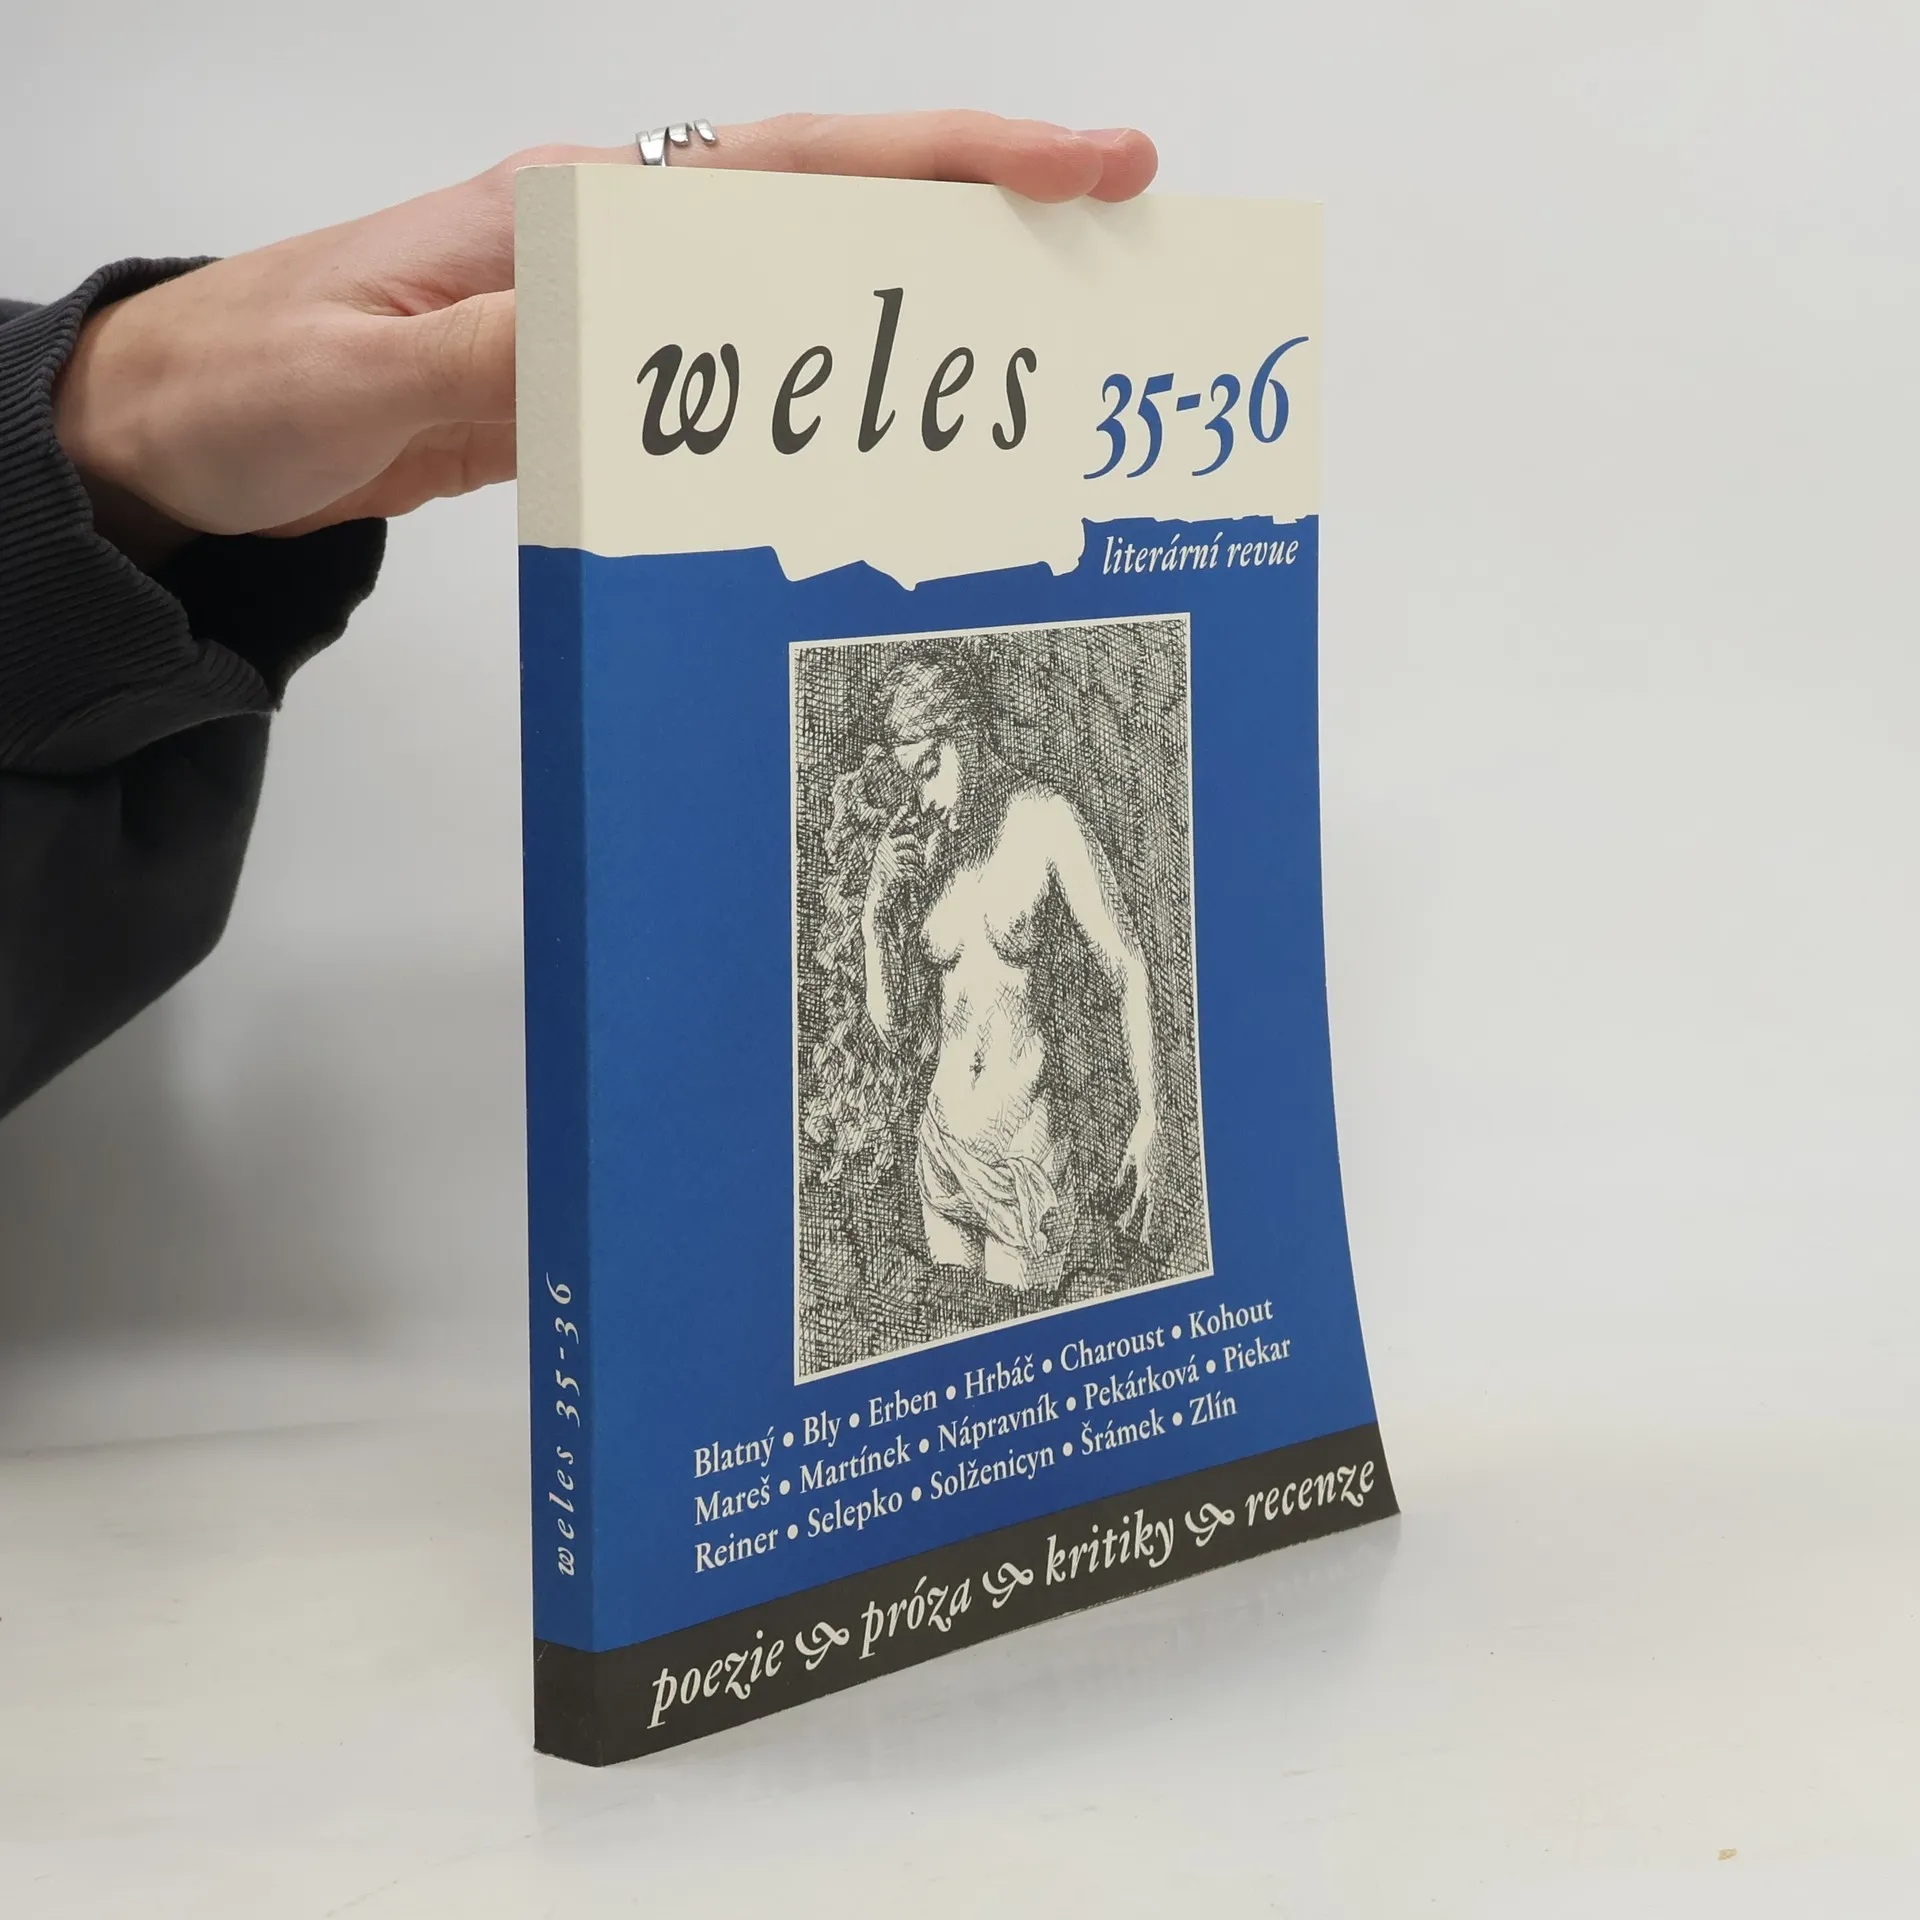 weles 35-36
literární revue
Blatný • Bly • Erben • Hrbáč • Charoust • Kohout
Mareš • Martínek • Nápravník • Pekárková • Piekar
Reiner • Selepko • Solženicyn • Šrámek • Zlín
poezie & próza & kritiky & recenze
weles 35-36